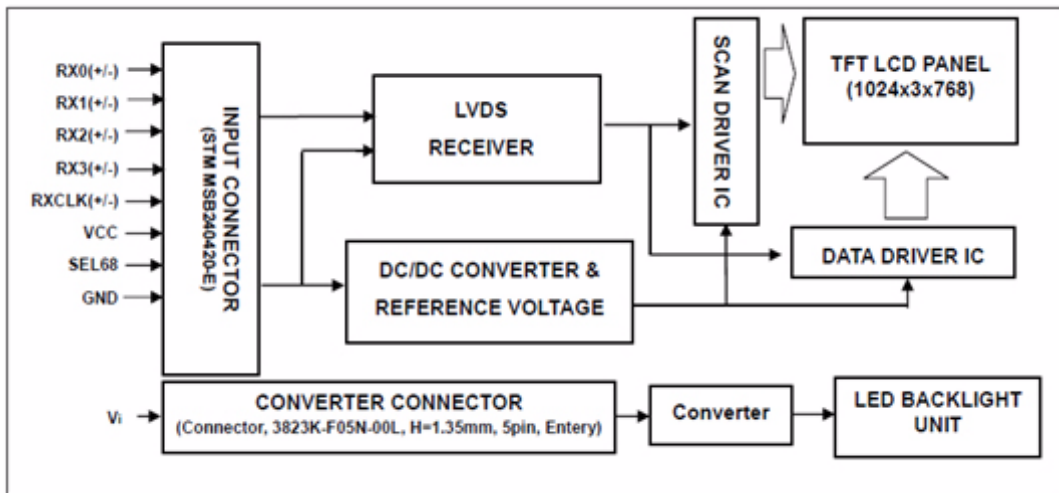 RX0(+/-)
RX1(+/-)
RX2(+/-)
RX3(+/-)
RXCLK(+/-)
VCC
SEL68
GND
INPUT CONNECTOR
(STM MSB240420-E)
LVDS
RECEIVER
DC/DC CONVERTER &
REFERENCE VOLTAGE
SCAN DRIVER IC
TFT LCD PANEL
(1024x3x768)
DATA DRIVER IC
Vi
CONVERTER CONNECTOR
(Connector, 3823K-F05N-00L, H=1.35mm, 5pin, Entery)
Converter
LED BACKLIGHT
UNIT